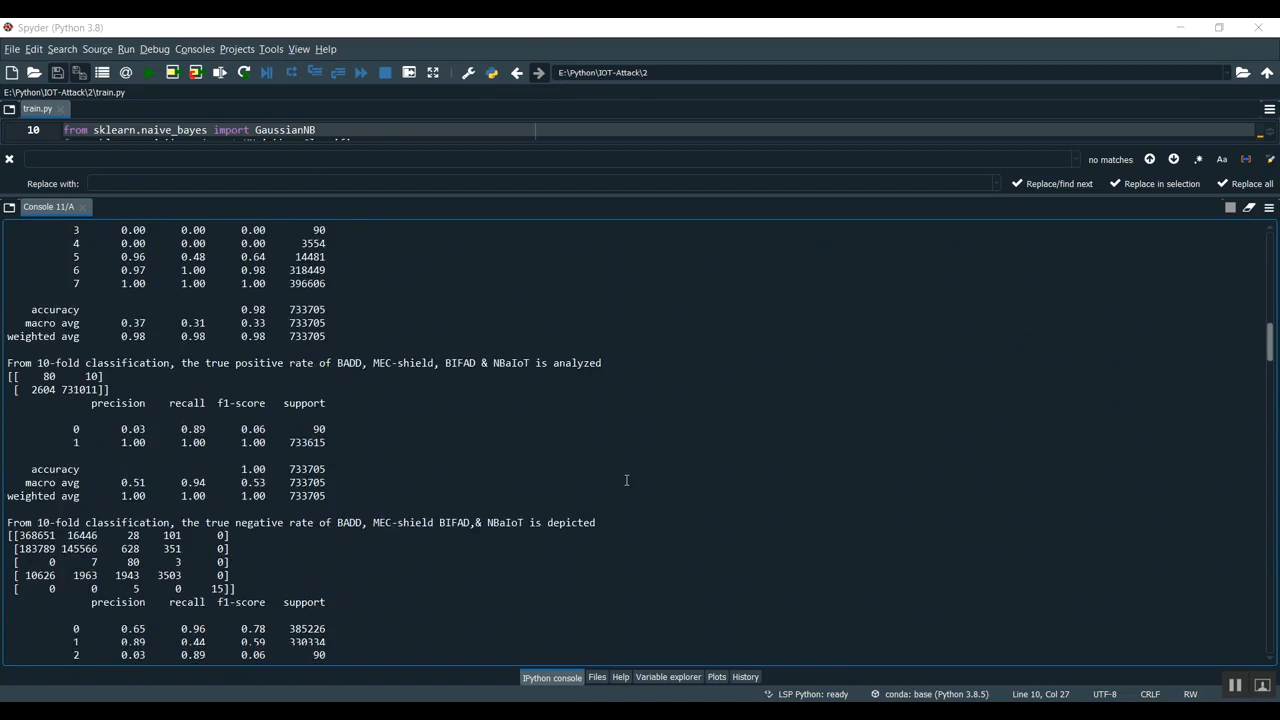 Spyder (Python 3.8)
File Edit Search Source Run Debug Consoles Projects Tools View Help
E:\Python\IOT-Attack\2
E:\Python\IOT-Attack\2\train.py
train.py
10 from sklearn.naive_bayes import GaussianNB
no matches
Aa
Replace with:
Replace/find next Replace in selection Replace all
Console 11/A
3 0.00 0.00 0.00 90
4 0.00 0.00 0.00 3554
5 0.96 0.48 0.64 14481
6 0.97 1.00 0.98 318449
7 1.00 1.00 1.00 396606
accuracy 0.98 733705
macro avg 0.37 0.31 0.33 733705
weighted avg 0.98 0.98 0.98 733705
From 10-fold classification, the true positive rate of BADD, MEC-shield, BIFAD & NBaIoT is analyzed
[[ 80 10]
[ 2604 731011]]
precision recall f1-score support
0 0.03 0.89 0.06 90
1 1.00 1.00 1.00 733615
accuracy 1.00 733705
macro avg 0.51 0.94 0.53 733705
weighted avg 1.00 1.00 1.00 733705
From 10-fold classification, the true negative rate of BADD, MEC-shield BIFAD,& NBaIoT is depicted
[[368651 16446 28 101 0]
[183789 145566 628 351 0]
[ 0 7 80 3 0]
[ 10626 1963 1943 3503 0]
[ 0 0 5 0 15]]
precision recall f1-score support
0 0.65 0.96 0.78 385226
1 0.89 0.44 0.59 330334
2 0.03 0.89 0.06 90
IPython console Files Help Variable explorer Plots History
LSP Python: ready conda: base (Python 3.8.5) Line 10, Col 27 UTF-8 CRLF RW